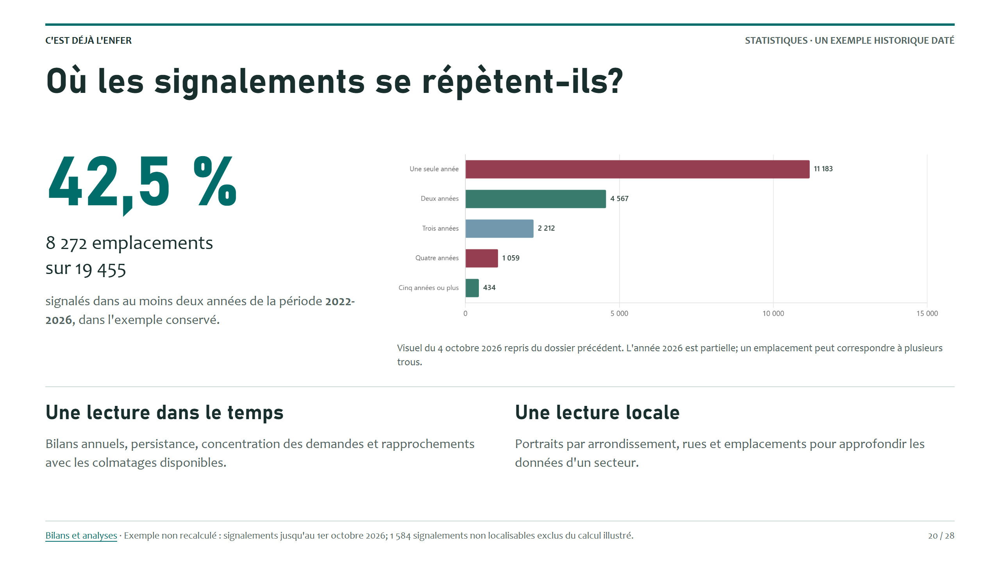 C'EST DÉJÀ L'ENFER
STATISTIQUES · UN EXEMPLE HISTORIQUE DATÉ
Où les signalements se répètent-ils?
42,5 %
8 272 emplacements
sur 19 455
signalés dans au moins deux années de la période 2022-
2026, dans l'exemple conservé.
Une seule année
11 183
Deux années
4 567
Trois années
2 212
Quatre années
1 059
Cinq années ou plus
434
0
5 000
10 000
15 000
Visuel du 4 octobre 2026 repris du dossier précédent. L'année 2026 est partielle; un emplacement peut correspondre à plusieurs
trous.
Une lecture dans le temps
Bilans annuels, persistance, concentration des demandes et rapprochements
avec les colmatages disponibles.
Une lecture locale
Portraits par arrondissement, rues et emplacements pour approfondir les
données d'un secteur.
Bilans et analyses · Exemple non recalculé : signalements jusqu'au 1er octobre 2026; 1 584 signalements non localisables exclus du calcul illustré.
20 / 28